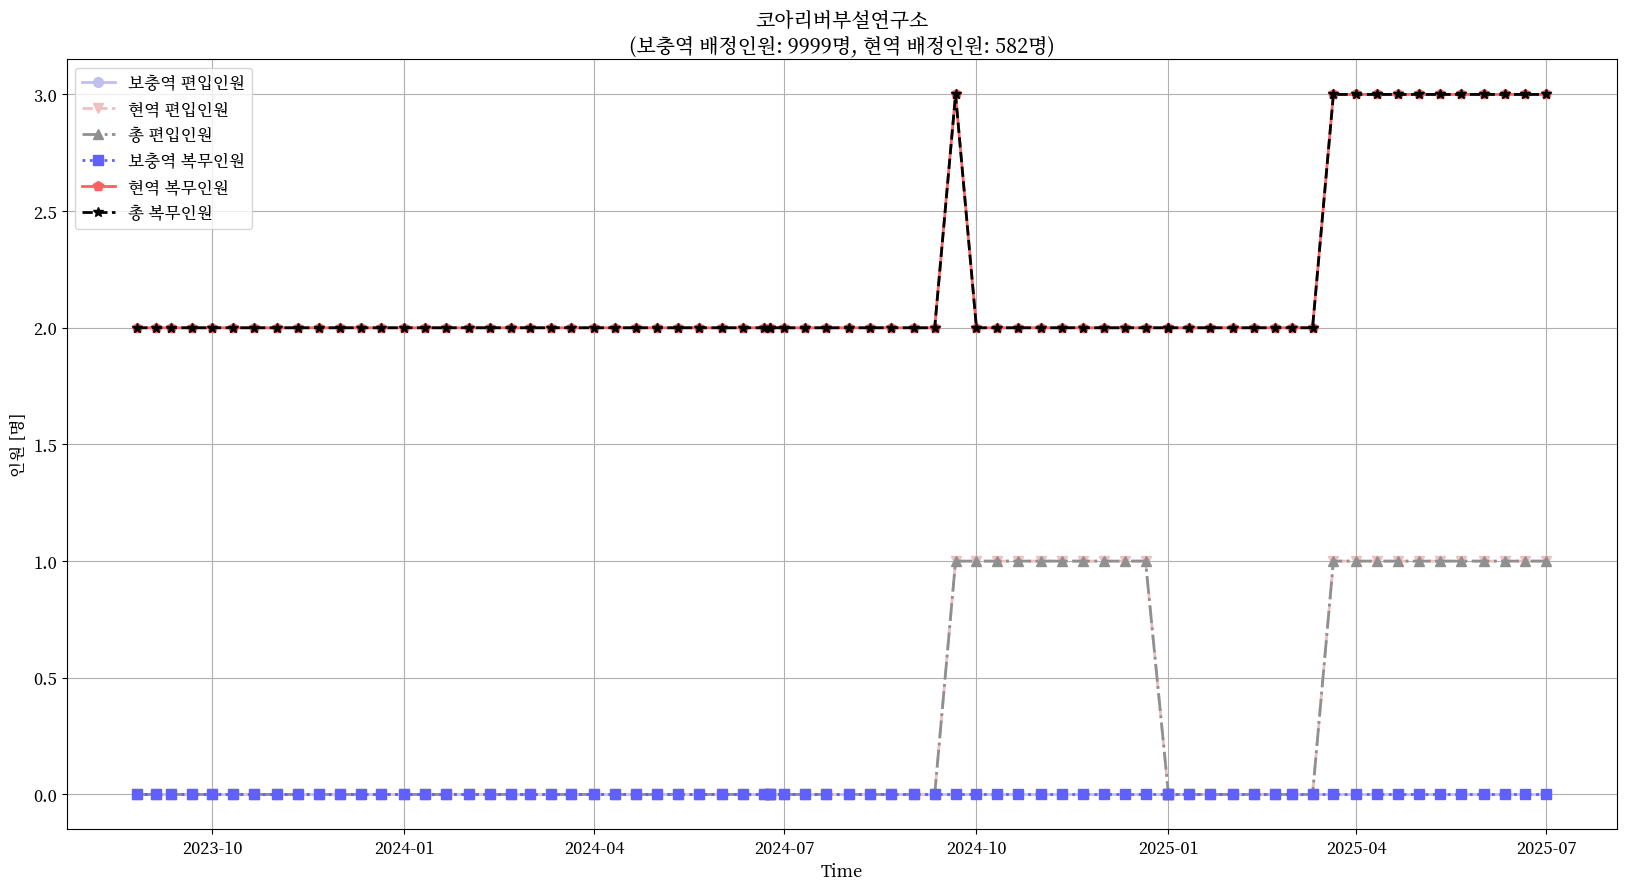 코아리버부설연구소
(보충역 배정인원: 9999명, 현역 배정인원: 582명)
보충역 편입인원
현역 편입인원
총 편입인원
보충역 복무인원
현역 복무인원
총 복무인원
3.0
2.5
2.0
1.5
1.0
0.5
0.0
인원 [명]
2023-10
2024-01
2024-04
2024-07
2024-10
2025-01
2025-04
2025-07
Time